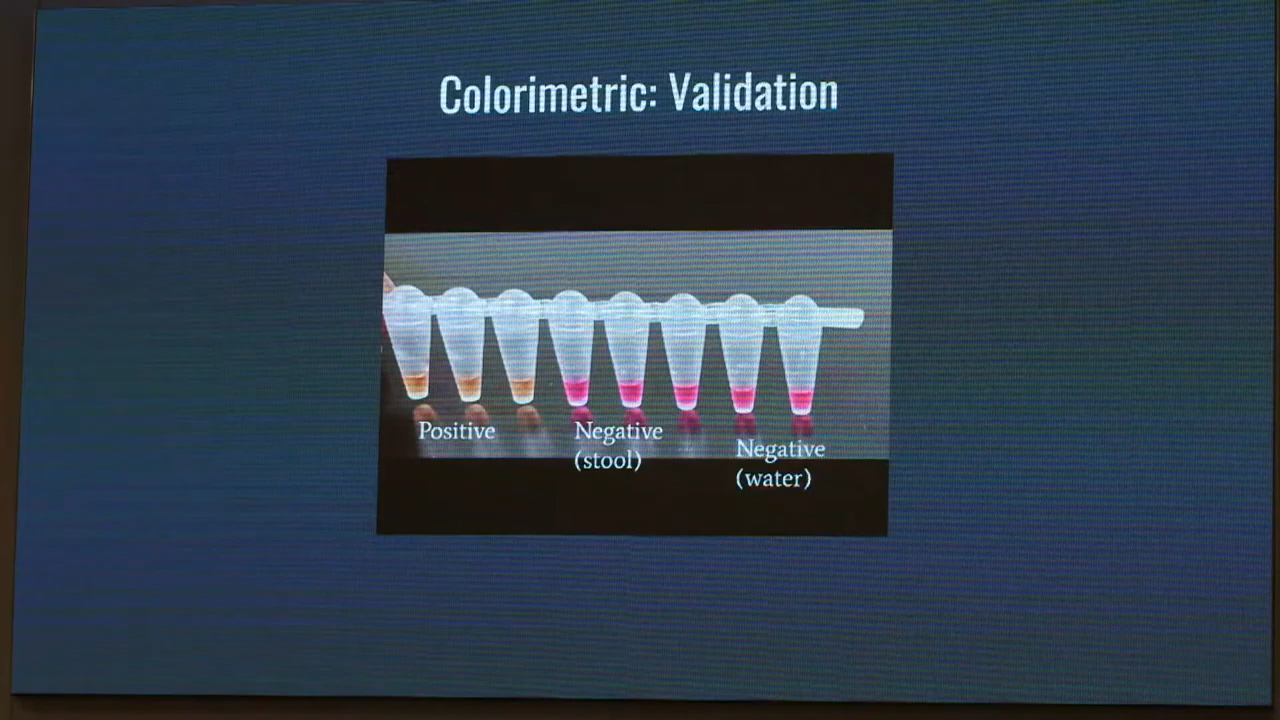 Colorimetric: Validation
Positive
Negative
(stool)
Negative
(water)